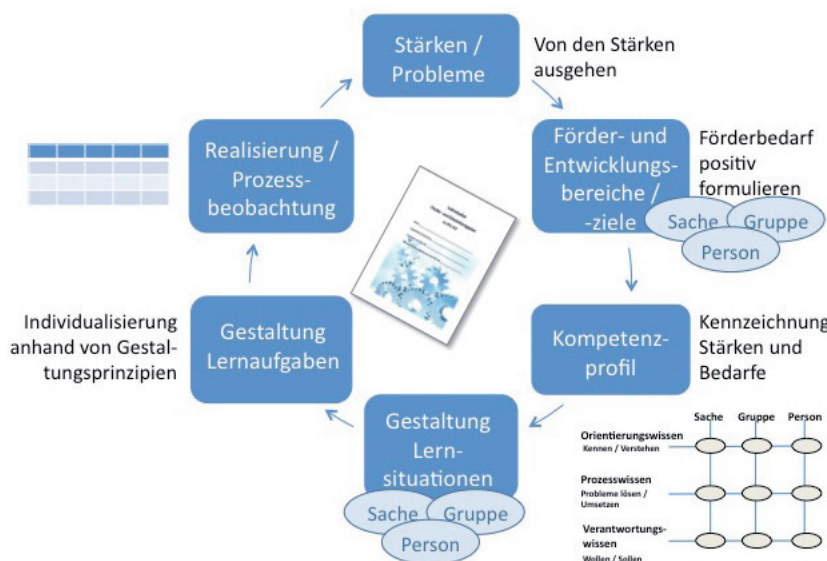 Stärken /
Probleme
Von den Stärken
ausgehen
Förder- und
Entwicklungs-
bereiche /
-ziele
Förderbedarf
positiv
formulieren
Sache
Gruppe
Person
Kompetenz-
profil
Kennzeichnung
Stärken und
Bedarfe
Gestaltung
Lern-
situationen
Sache
Gruppe
Person
Gestaltung
Lernaufgaben
Individualisierung
anhand von Gestal-
tungsprinzipien
Realisierung /
Prozess-
beobachtung
Sache Gruppe Person
Orientierungswissen
Kennen / Verstehen
Prozesswissen
Probleme lösen /
Umsetzen
Verantwortungs-
wissen
Wollen / Sollen